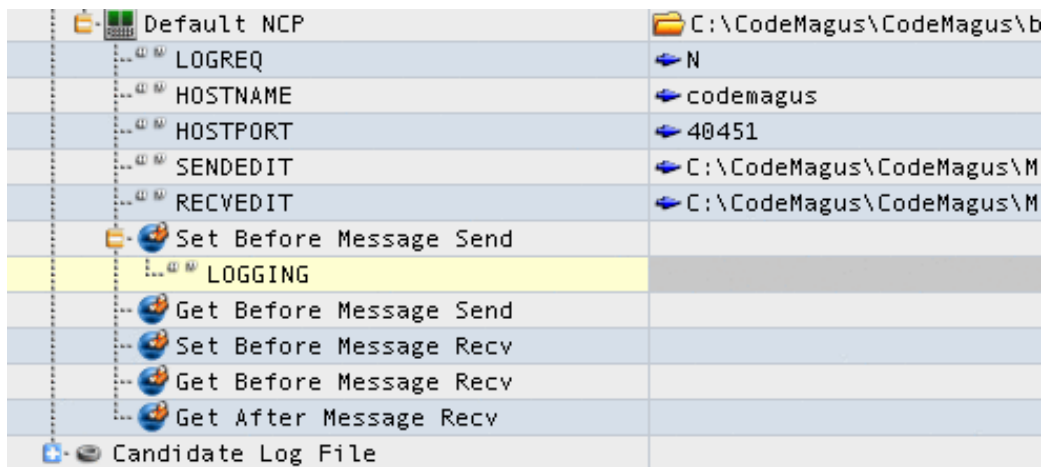 Default NCP C:\CodeMagus\CodeMagus\b
LOGREQ N
HOSTNAME codemagus
HOSTPORT 40451
SENDEDIT C:\CodeMagus\CodeMagus\M
RECVEDIT C:\CodeMagus\CodeMagus\M
Set Before Message Send
LOGGING
Get Before Message Send
Set Before Message Recv
Get Before Message Recv
Get After Message Recv
Candidate Log File